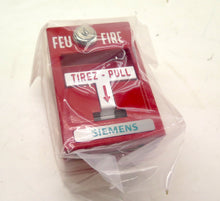 FEU FIRE
TIREZ - PULL
SIEMENS